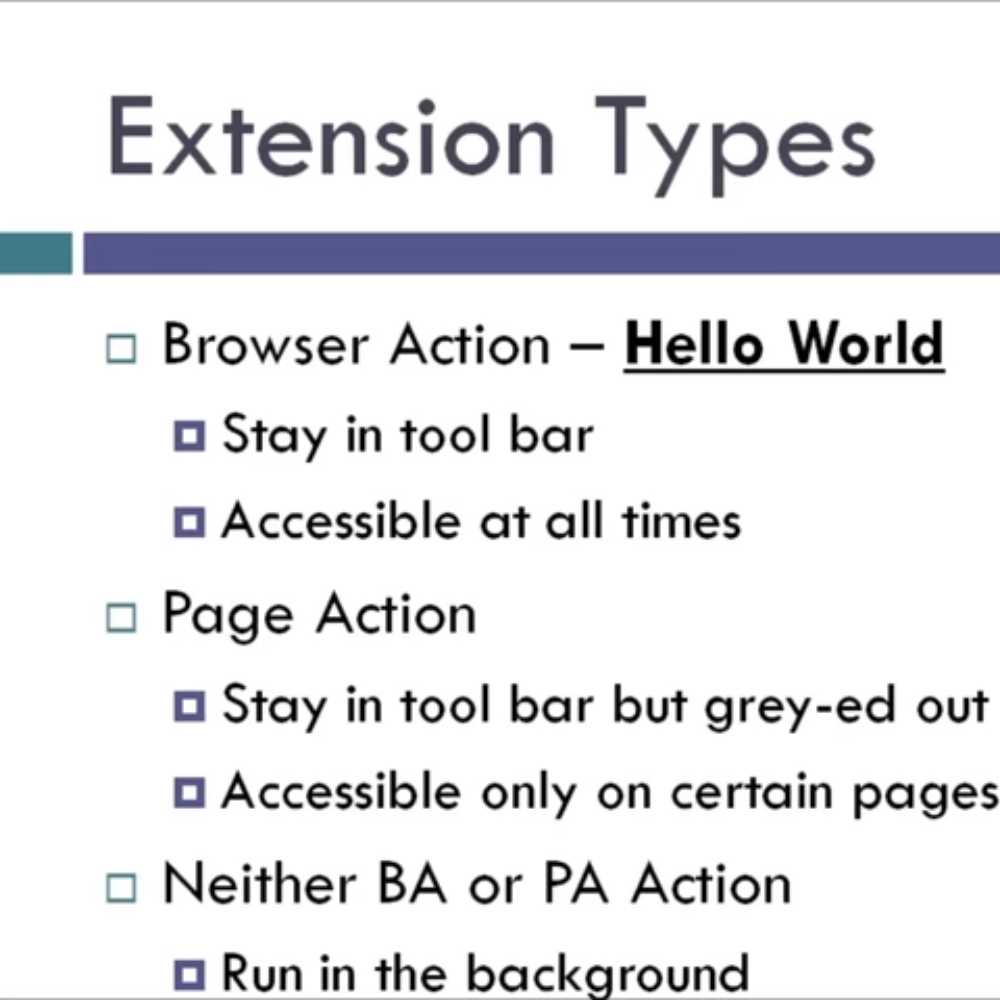 Extension Types
Browser Action – Hello World
Stay in tool bar
Accessible at all times
Page Action
Stay in tool bar but grey-ed out
Accessible only on certain pages
Neither BA or PA Action
Run in the background